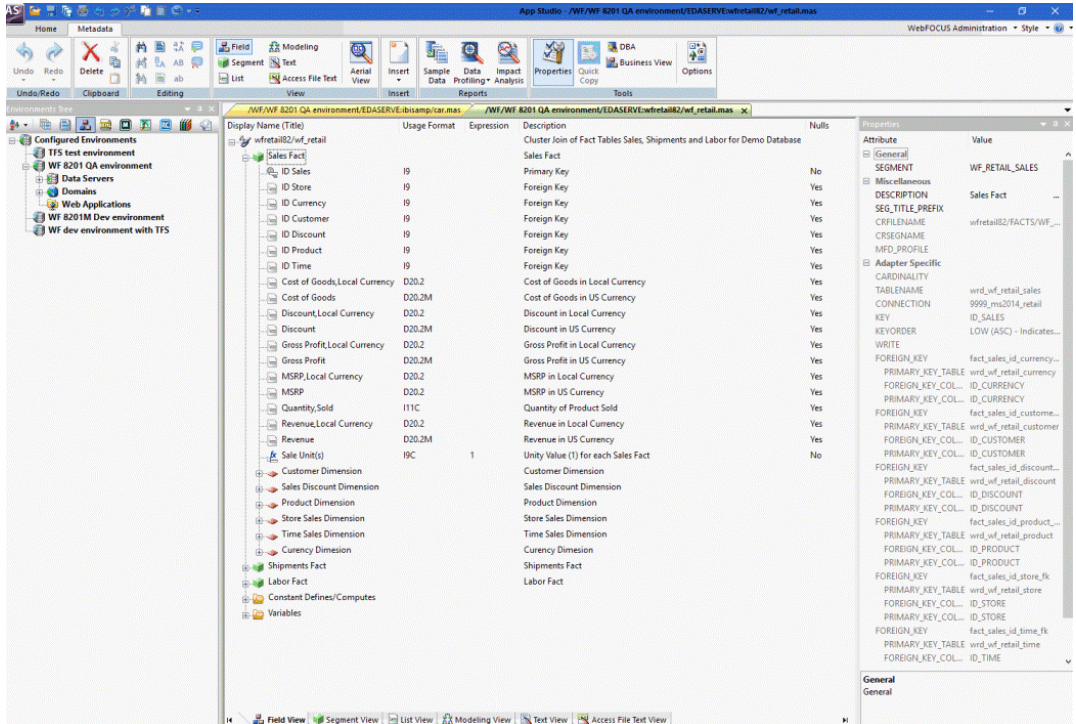 App Studio - /WF/WF 8201 QA environment/EDASERVE:wfretail82/wf_retail.mas
Home Metadata WebFOCUS Administration Style
Undo Redo Delete Field Modeling Segment Text List Access File Text Aerial View Insert Sample Data Data Profiling Impact Analysis Properties Quick Copy DBA Business View Options
Undo/Redo Clipboard Editing View Insert Reports Tools
Environments Tree
Configured Environments
TFS test environment
WF 8201 QA environment
Data Servers
Domains
Web Applications
WF 8201M Dev environment
WF dev environment with TFS
/WF/WF 8201 QA environment/EDASERVE:ibisamp/car.mas /WF/WF 8201 QA environment/EDASERVE:wfretail82/wf_retail.mas x
Display Name (Title) Usage Format Expression Description Nulls
wfretail82/wf_retail Cluster Join of Fact Tables Sales, Shipments and Labor for Demo Database
Sales Fact Sales Fact
ID Sales I9 Primary Key No
ID Store I9 Foreign Key Yes
ID Currency I9 Foreign Key Yes
ID Customer I9 Foreign Key Yes
ID Discount I9 Foreign Key Yes
ID Product I9 Foreign Key Yes
ID Time I9 Foreign Key Yes
Cost of Goods,Local Currency D20.2 Cost of Goods in Local Currency Yes
Cost of Goods D20.2M Cost of Goods in US Currency Yes
Discount,Local Currency D20.2 Discount in Local Currency Yes
Discount D20.2M Discount in US Currency Yes
Gross Profit,Local Currency D20.2 Gross Profit in Local Currency Yes
Gross Profit D20.2M Gross Profit in US Currency Yes
MSRP,Local Currency D20.2 MSRP in Local Currency Yes
MSRP D20.2M MSRP in US Currency Yes
Quantity,Sold I11C Quantity of Product Sold Yes
Revenue,Local Currency D20.2 Revenue in Local Currency Yes
Revenue D20.2M Revenue in US Currency Yes
Sale Unit(s) I9C 1 Unity Value (1) for each Sales Fact No
Customer Dimension Customer Dimension
Sales Discount Dimension Sales Discount Dimension
Product Dimension Product Dimension
Store Sales Dimension Store Sales Dimension
Time Sales Dimension Time Sales Dimension
Curency Dimesion Curency Dimesion
Shipments Fact Shipments Fact
Labor Fact Labor Fact
Constant Defines/Computes
Variables
Field View Segment View List View Modeling View Text View Access File Text View
Properties
Attribute Value
General
SEGMENT WF_RETAIL_SALES
Miscellaneous
DESCRIPTION Sales Fact ...
SEG_TITLE_PREFIX
CRFILENAME wfretail82/FACTS/WF_...
CRSEGNAME
MFD_PROFILE
Adapter Specific
CARDINALITY
TABLENAME wrd_wf_retail_sales
CONNECTION 9999_ms2014_retail
KEY ID_SALES
KEYORDER LOW (ASC) - Indicates...
WRITE
FOREIGN_KEY fact_sales_id_currency...
PRIMARY_KEY_TABLE wrd_wf_retail_currency
FOREIGN_KEY_COL... ID_CURRENCY
PRIMARY_KEY_COL... ID_CURRENCY
FOREIGN_KEY fact_sales_id_custome...
PRIMARY_KEY_TABLE wrd_wf_retail_customer
FOREIGN_KEY_COL... ID_CUSTOMER
PRIMARY_KEY_COL... ID_CUSTOMER
FOREIGN_KEY fact_sales_id_discount...
PRIMARY_KEY_TABLE wrd_wf_retail_discount
FOREIGN_KEY_COL... ID_DISCOUNT
PRIMARY_KEY_COL... ID_DISCOUNT
FOREIGN_KEY fact_sales_id_product_...
PRIMARY_KEY_TABLE wrd_wf_retail_product
FOREIGN_KEY_COL... ID_PRODUCT
PRIMARY_KEY_COL... ID_PRODUCT
FOREIGN_KEY fact_sales_id_store_fk
PRIMARY_KEY_TABLE wrd_wf_retail_store
FOREIGN_KEY_COL... ID_STORE
PRIMARY_KEY_COL... ID_STORE
FOREIGN_KEY fact_sales_id_time_fk
PRIMARY_KEY_TABLE wrd_wf_retail_time
FOREIGN_KEY_COL... ID_TIME
General
General